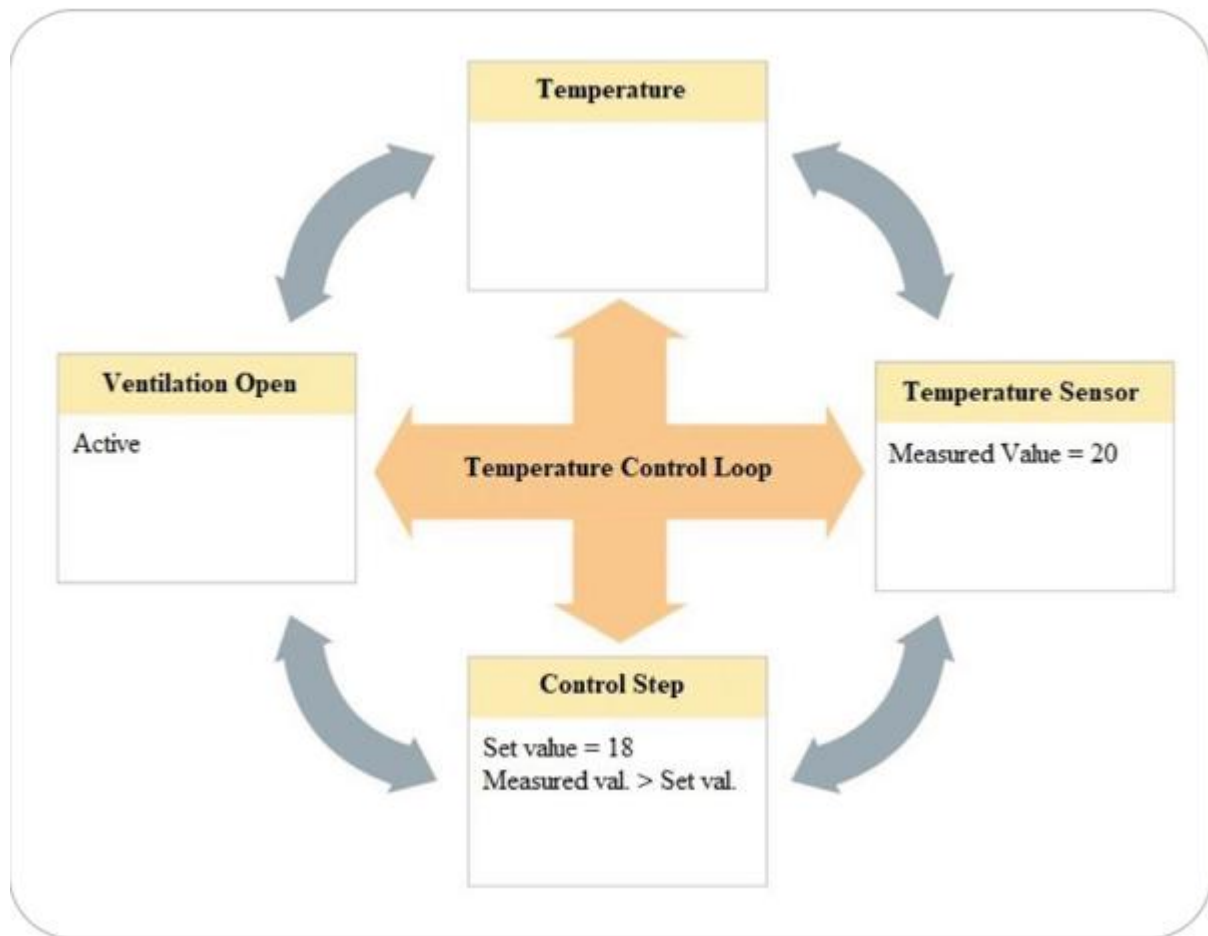 Temperature
Ventilation Open
Active
Temperature Control Loop
Temperature Sensor
Measured Value = 20
Control Step
Set value = 18
Measured val. > Set val.